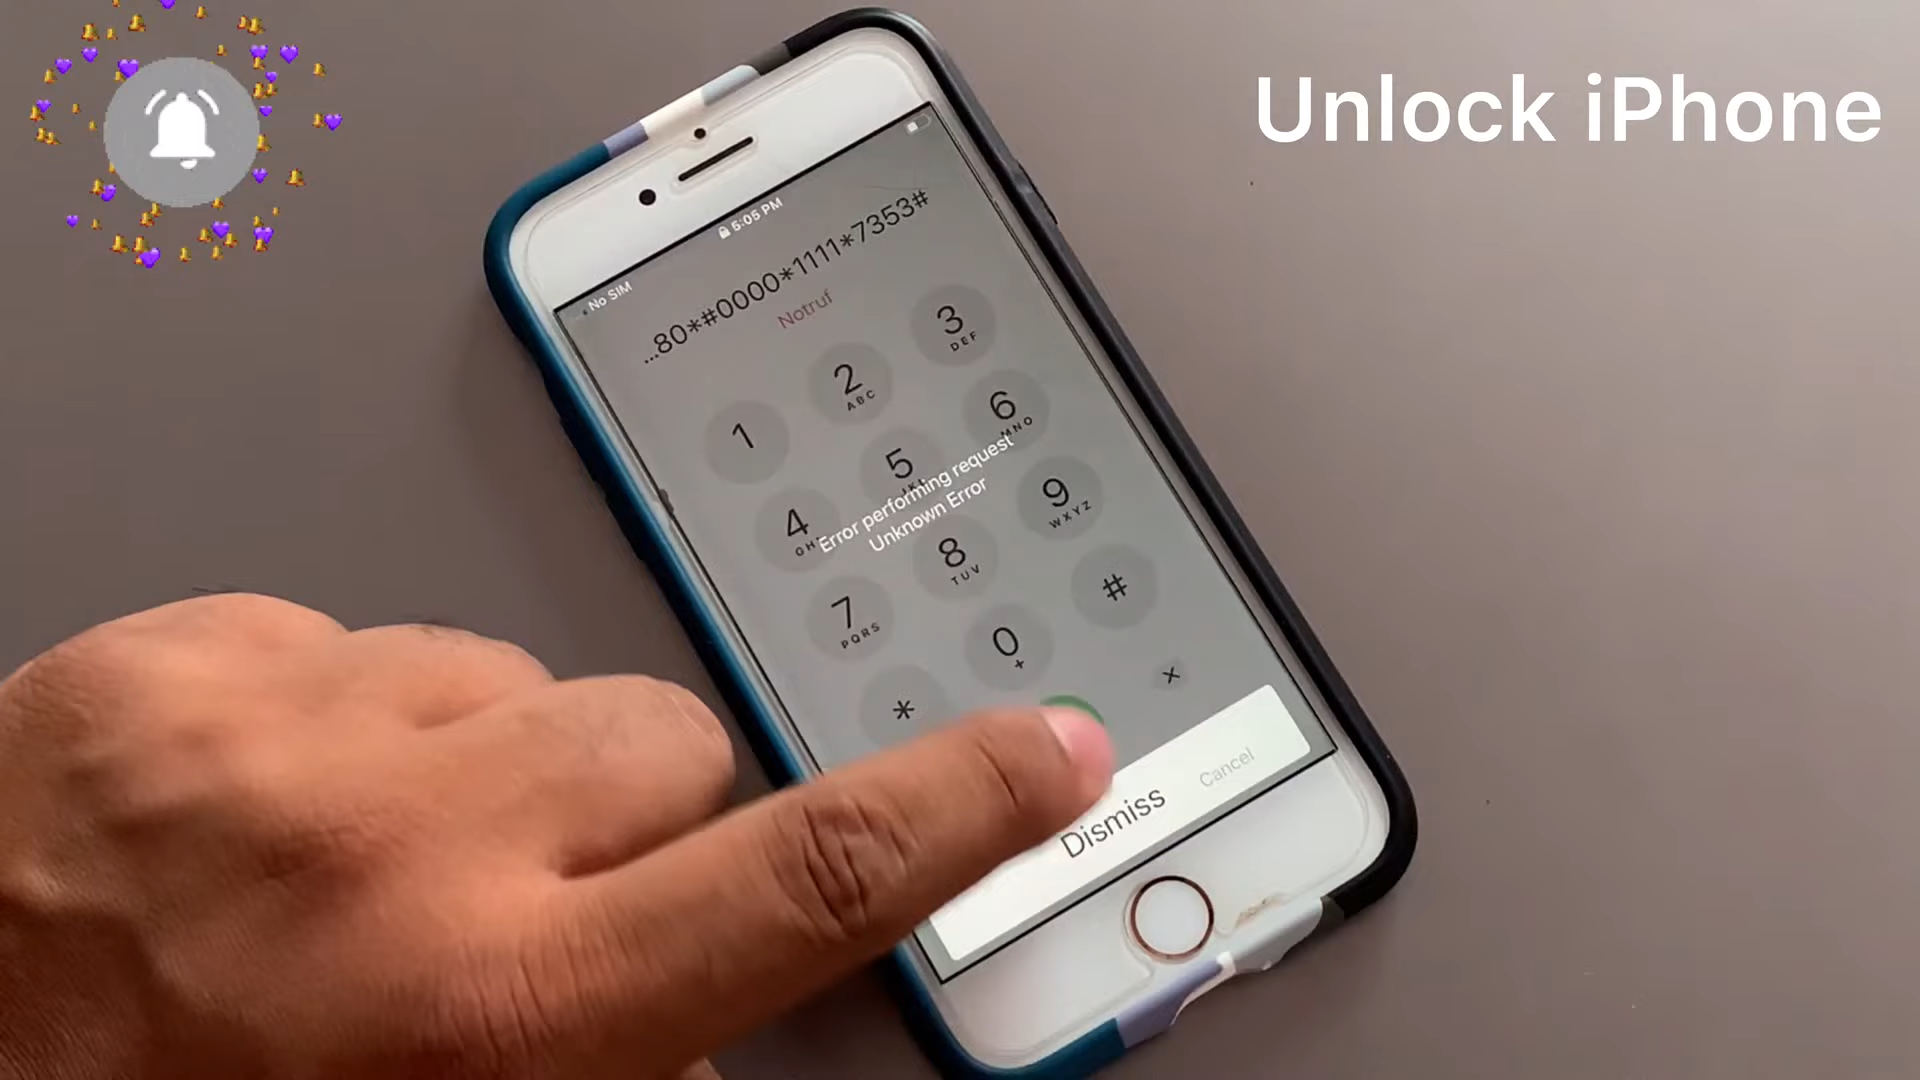 Unlock iPhone
No SIM
5:05 PM
...80*#0000*1111*7353#
Notruf
1
2
ABC
3
DEF
4
5
6
MNO
Error performing request
Unknown Error
7
PQRS
8
TUV
9
WXYZ
*
0
+
#
Dismiss
Cancel